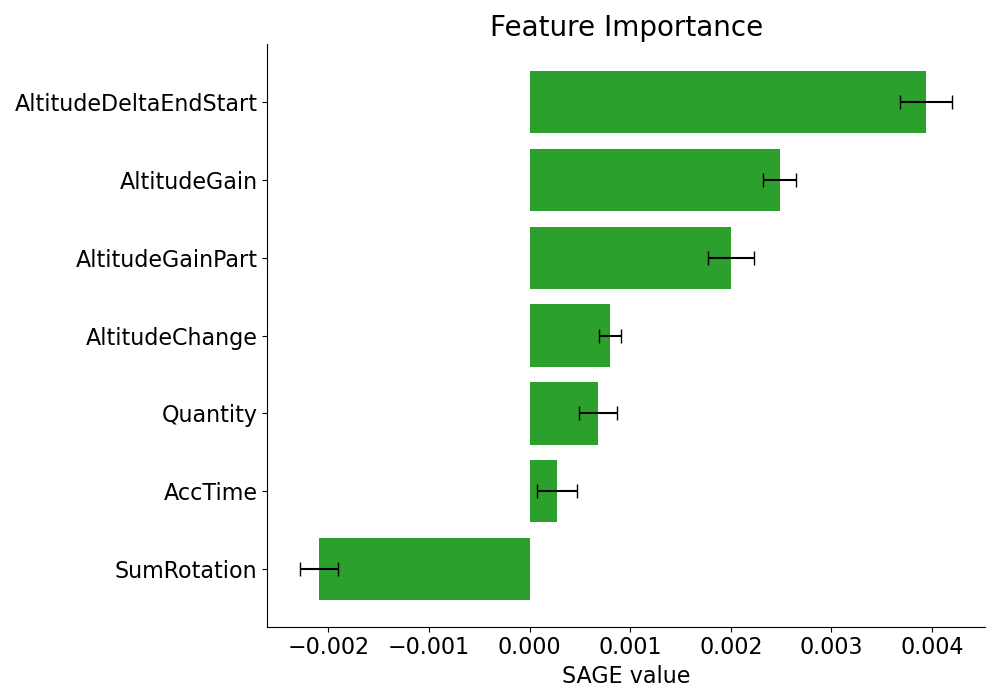 Feature Importance
AltitudeDeltaEndStart
AltitudeGain
AltitudeGainPart
AltitudeChange
Quantity
AccTime
SumRotation
−0.002 −0.001 0.000 0.001 0.002 0.003 0.004
SAGE value